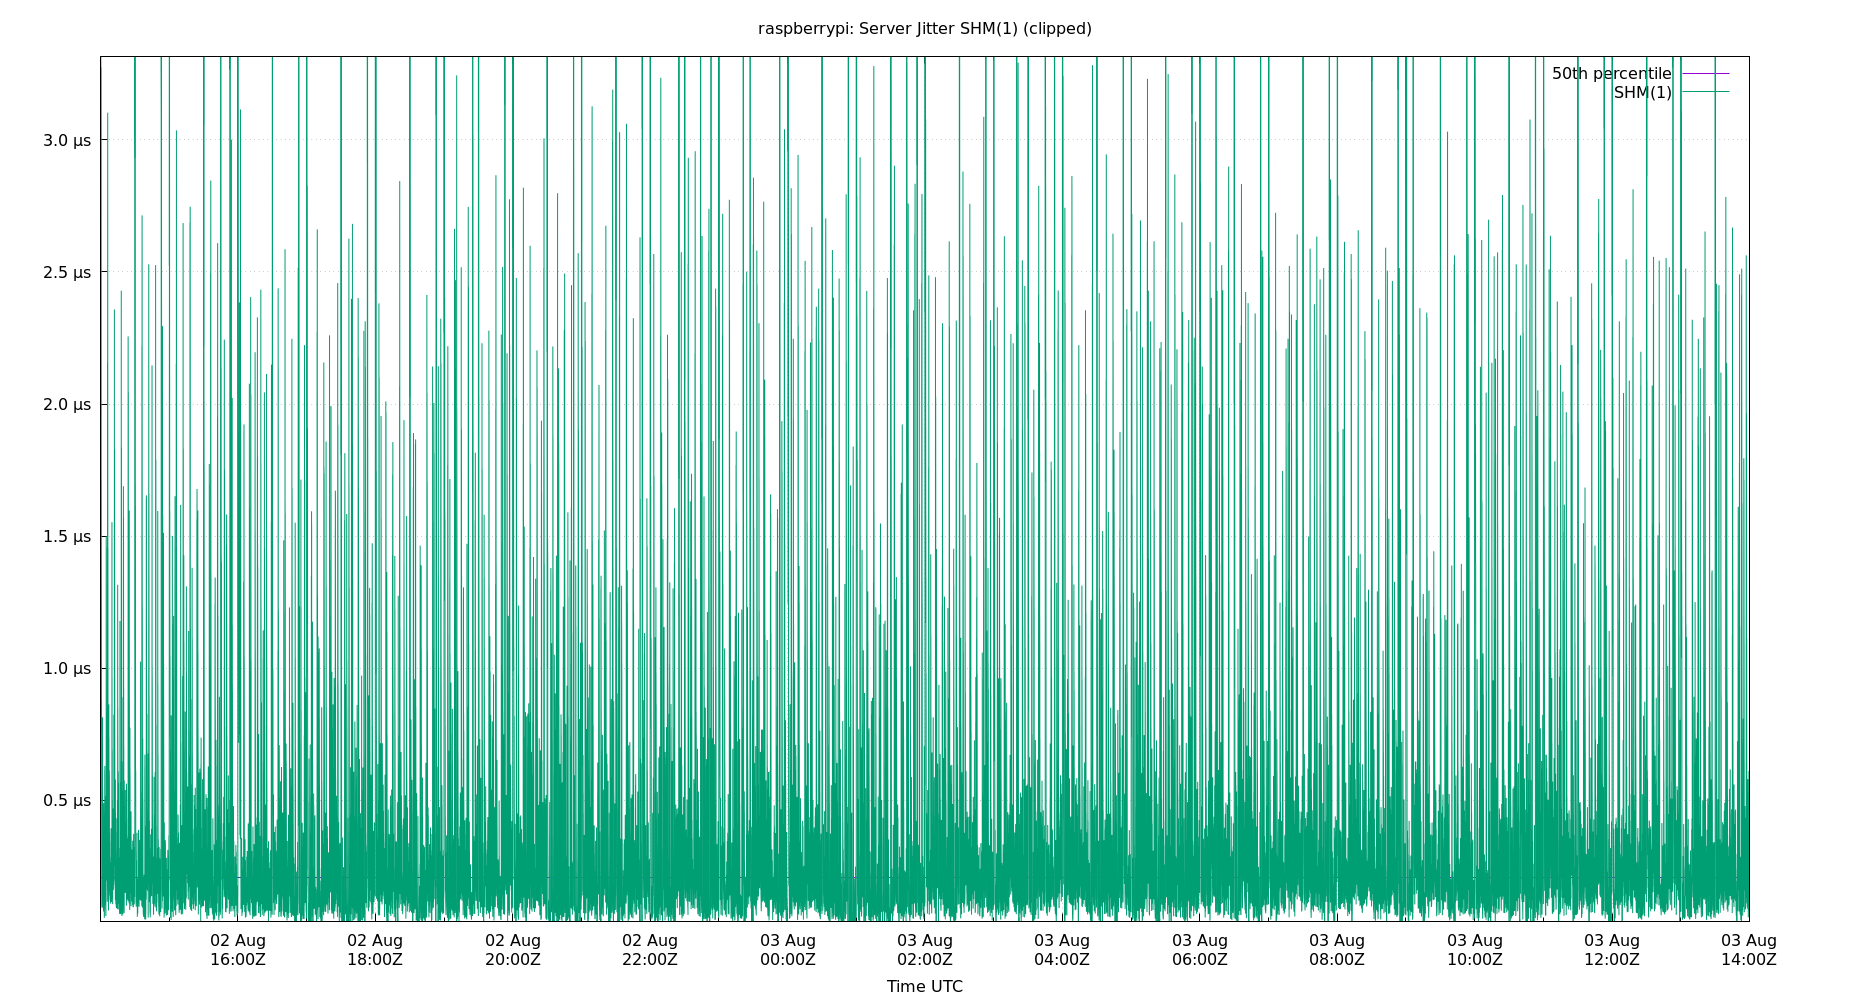 raspberrypi: Server Jitter SHM(1) (clipped)
50th percentile
SHM(1)
3.0 µs
2.5 µs
2.0 µs
1.5 µs
1.0 µs
0.5 µs
02 Aug 02 Aug 02 Aug 02 Aug 03 Aug 03 Aug 03 Aug 03 Aug 03 Aug 03 Aug 03 Aug 03 Aug
16:00Z 18:00Z 20:00Z 22:00Z 00:00Z 02:00Z 04:00Z 06:00Z 08:00Z 10:00Z 12:00Z 14:00Z
Time UTC